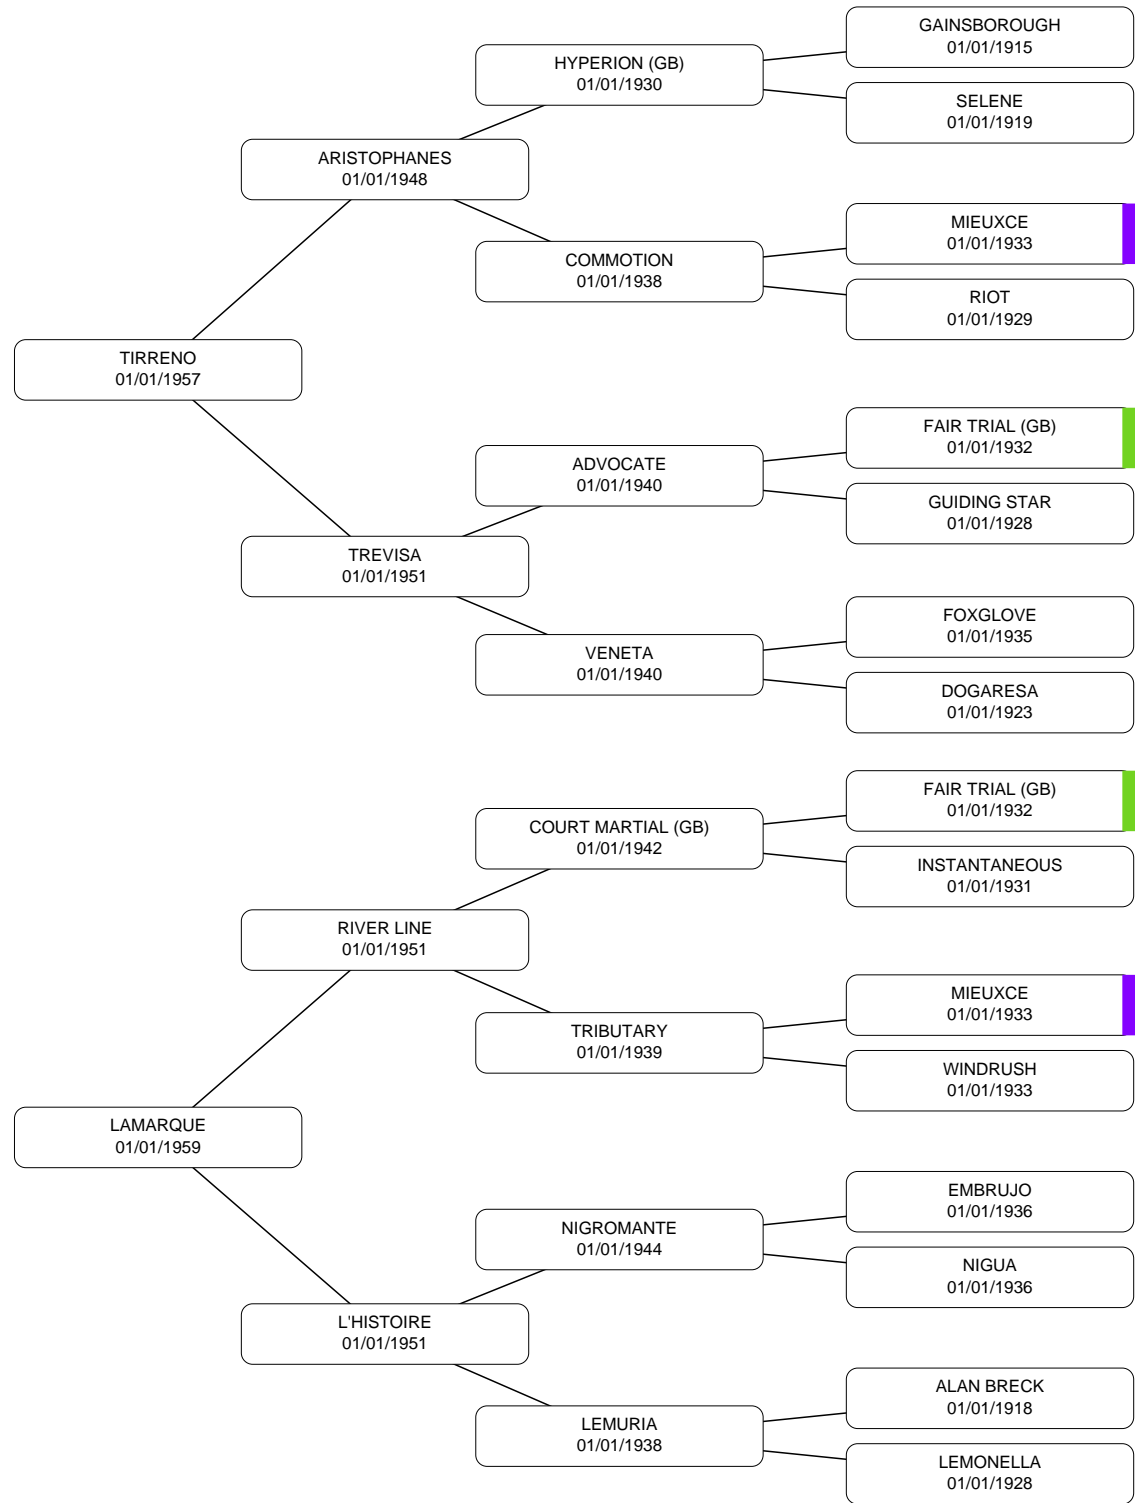 GAINSBOROUGH
01/01/1915
HYPERION (GB)
01/01/1930
SELENE
01/01/1919
ARISTOPHANES
01/01/1948
MIEUXCE
01/01/1933
COMMOTION
01/01/1938
RIOT
01/01/1929
TIRRENO
01/01/1957
FAIR TRIAL (GB)
01/01/1932
ADVOCATE
01/01/1940
GUIDING STAR
01/01/1928
TREVISA
01/01/1951
FOXGLOVE
01/01/1935
VENETA
01/01/1940
DOGARESA
01/01/1923
FAIR TRIAL (GB)
01/01/1932
COURT MARTIAL (GB)
01/01/1942
INSTANTANEOUS
01/01/1931
RIVER LINE
01/01/1951
MIEUXCE
01/01/1933
TRIBUTARY
01/01/1939
WINDRUSH
01/01/1933
LAMARQUE
01/01/1959
EMBRUJO
01/01/1936
NIGROMANTE
01/01/1944
NIGUA
01/01/1936
L'HISTOIRE
01/01/1951
ALAN BRECK
01/01/1918
LEMURIA
01/01/1938
LEMONELLA
01/01/1928